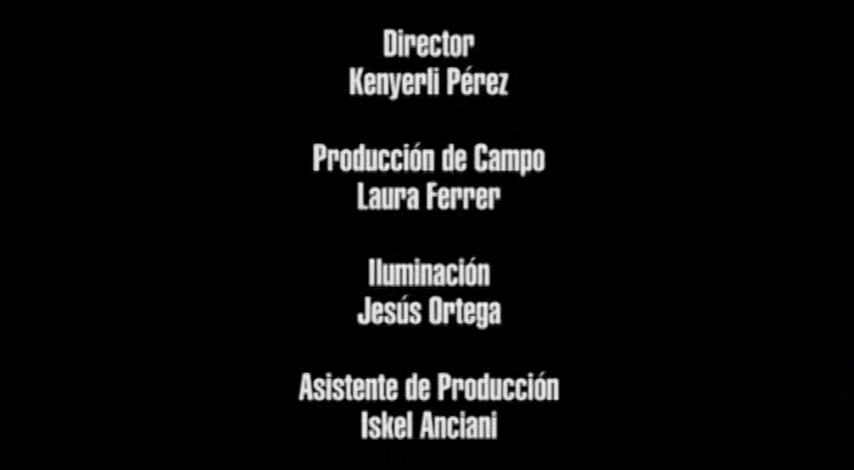 Director
Kenyerli Pérez
Producción de Campo
Laura Ferrer
Iluminación
Jesús Ortega
Asistente de Producción
Iskel Anciani